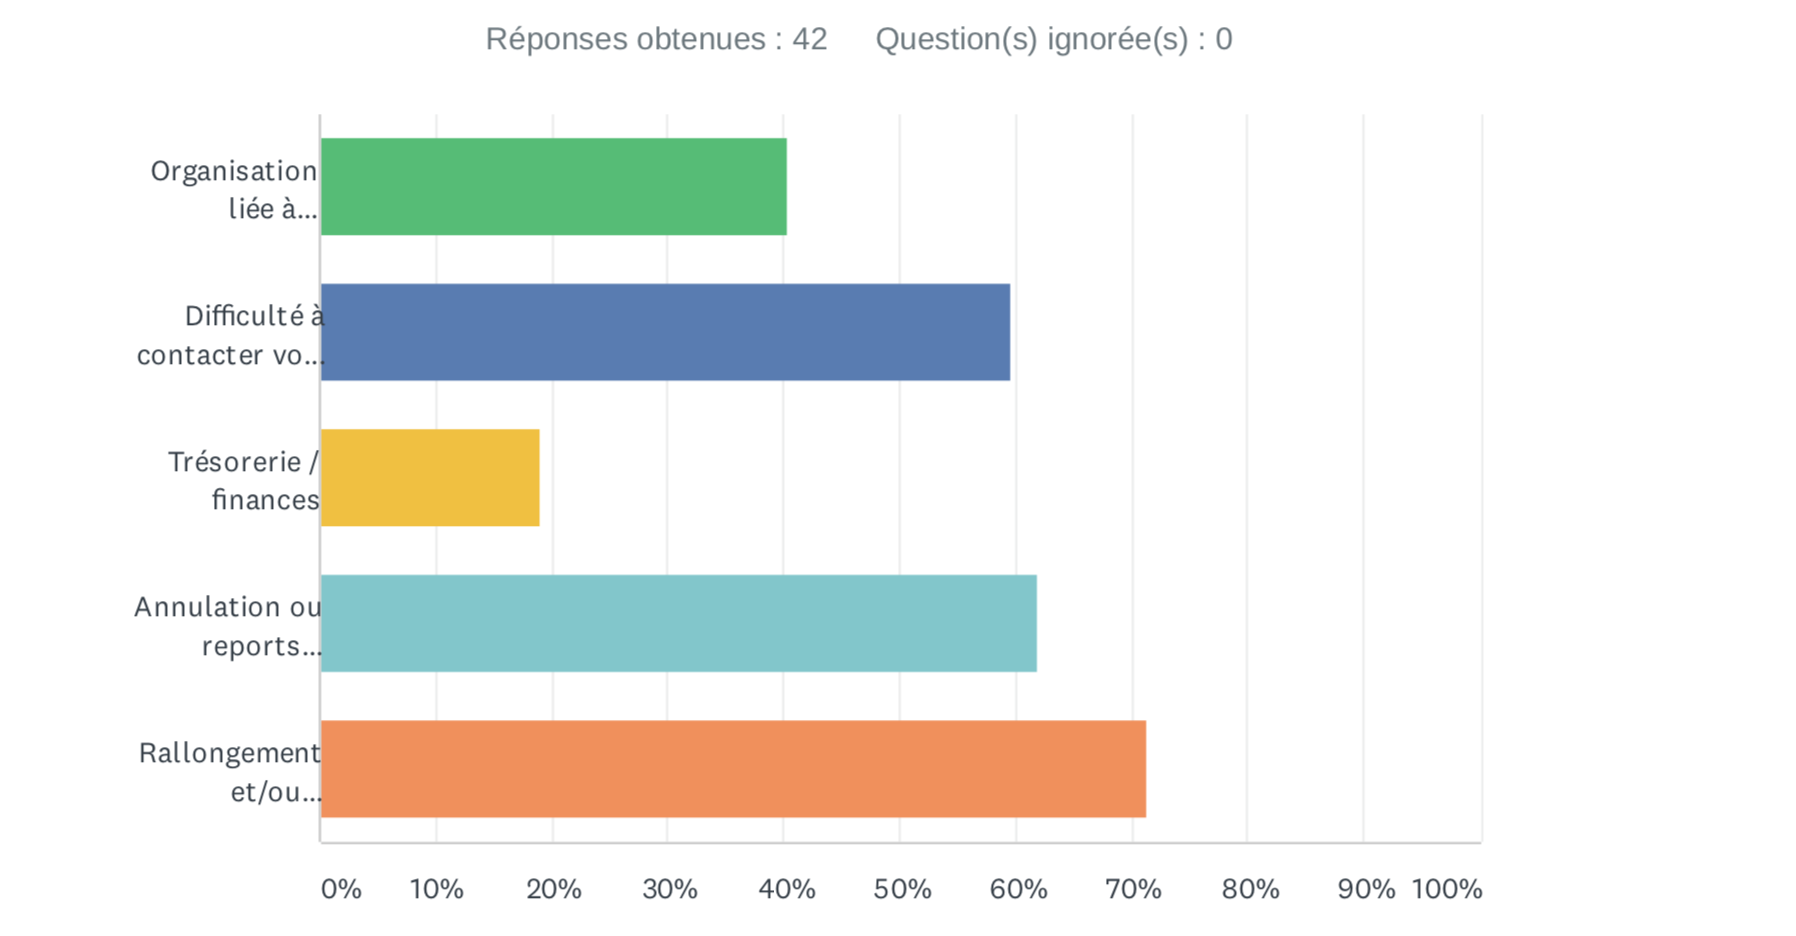 Réponses obtenues : 42 Question(s) ignorée(s) : 0
Organisation
liée à...
Difficulté à
contacter vo...
Trésorerie /
finances
Annulation ou
reports...
Rallongement
et/ou...
0% 10% 20% 30% 40% 50% 60% 70% 80% 90% 100%